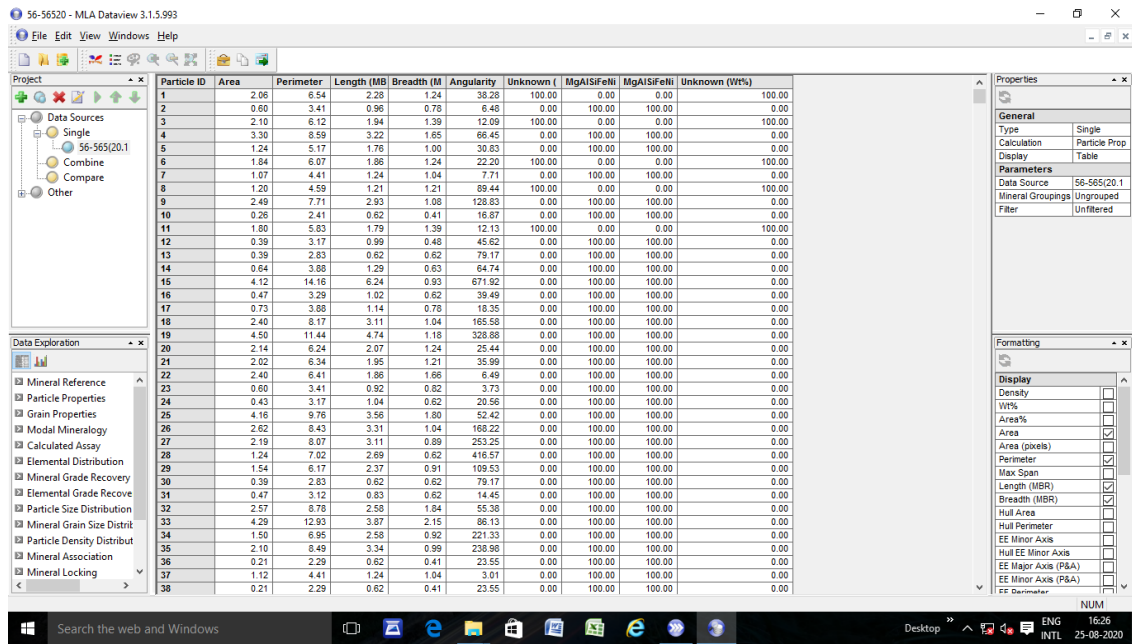 56-56520 - MLA Dataview 3.1.5.993
File Edit View Windows Help
Project
Data Sources
Single
56-565(20.1
Combine
Compare
Other
Data Exploration
Mineral Reference
Particle Properties
Grain Properties
Modal Mineralogy
Calculated Assay
Elemental Distribution
Mineral Grade Recovery
Elemental Grade Recove
Particle Size Distribution
Mineral Grain Size Distrib
Particle Density Distribut
Mineral Association
Mineral Locking
Particle ID Area Perimeter Length (MB Breadth (M Angularity Unknown ( MgAlSiFeNi MgAlSiFeNi Unknown (Wt%)
1 2.06 6.54 2.28 1.24 38.28 100.00 0.00 0.00 100.00
2 0.60 3.41 0.96 0.78 6.48 0.00 100.00 100.00 0.00
3 2.10 6.12 1.94 1.39 12.09 100.00 0.00 0.00 100.00
4 3.30 8.59 3.22 1.65 66.45 0.00 100.00 100.00 0.00
5 1.24 5.17 1.76 1.00 30.83 0.00 100.00 100.00 0.00
6 1.84 6.07 1.86 1.24 22.20 100.00 0.00 0.00 100.00
7 1.07 4.41 1.24 1.04 7.71 0.00 100.00 100.00 0.00
8 1.20 4.59 1.21 1.21 89.44 100.00 0.00 0.00 100.00
9 2.49 7.71 2.93 1.08 128.83 0.00 100.00 100.00 0.00
10 0.26 2.41 0.62 0.41 16.87 0.00 100.00 100.00 0.00
11 1.80 5.83 1.79 1.39 12.13 100.00 0.00 0.00 100.00
12 0.39 3.17 0.99 0.48 45.62 0.00 100.00 100.00 0.00
13 0.39 2.83 0.62 0.62 79.17 0.00 100.00 100.00 0.00
14 0.64 3.88 1.29 0.63 64.74 0.00 100.00 100.00 0.00
15 4.12 14.16 6.24 0.93 671.92 0.00 100.00 100.00 0.00
16 0.47 3.29 1.02 0.62 39.49 0.00 100.00 100.00 0.00
17 0.73 3.88 1.14 0.78 18.35 0.00 100.00 100.00 0.00
18 2.40 8.17 3.11 1.04 165.58 0.00 100.00 100.00 0.00
19 4.50 11.44 4.74 1.18 328.88 0.00 100.00 100.00 0.00
20 2.14 6.24 2.07 1.24 25.44 0.00 100.00 100.00 0.00
21 2.02 6.34 1.95 1.21 35.99 0.00 100.00 100.00 0.00
22 2.40 6.41 1.86 1.66 6.49 0.00 100.00 100.00 0.00
23 0.60 3.41 0.92 0.82 3.73 0.00 100.00 100.00 0.00
24 0.43 3.17 1.04 0.62 20.56 0.00 100.00 100.00 0.00
25 4.16 9.76 3.56 1.80 52.42 0.00 100.00 100.00 0.00
26 2.62 8.43 3.31 1.04 168.22 0.00 100.00 100.00 0.00
27 2.19 8.07 3.11 0.89 253.25 0.00 100.00 100.00 0.00
28 1.24 7.02 2.69 0.62 416.57 0.00 100.00 100.00 0.00
29 1.54 6.17 2.37 0.91 109.53 0.00 100.00 100.00 0.00
30 0.39 2.83 0.62 0.62 79.17 0.00 100.00 100.00 0.00
31 0.47 3.12 0.83 0.62 14.45 0.00 100.00 100.00 0.00
32 2.57 8.78 2.58 1.84 55.38 0.00 100.00 100.00 0.00
33 4.29 12.93 3.87 2.15 86.13 0.00 100.00 100.00 0.00
34 1.50 6.95 2.58 0.92 221.33 0.00 100.00 100.00 0.00
35 2.10 8.49 3.34 0.99 238.98 0.00 100.00 100.00 0.00
36 0.21 2.29 0.62 0.41 23.55 0.00 100.00 100.00 0.00
37 1.12 4.41 1.24 1.04 3.01 0.00 100.00 100.00 0.00
38 0.21 2.29 0.62 0.41 23.55 0.00 100.00 100.00 0.00
Properties
General
Type Single
Calculation Particle Prop
Display Table
Parameters
Data Source 56-565(20.1
Mineral Groupings Ungrouped
Filter Unfiltered
Formatting
Display
Density
Wt%
Area%
Area
Area (pixels)
Perimeter
Max Span
Length (MBR)
Breadth (MBR)
Hull Area
Hull Perimeter
EE Minor Axis
Hull EE Minor Axis
EE Major Axis (P&A)
EE Minor Axis (P&A)
EE Perimeter
NUM
Search the web and Windows
Desktop
ENG
INTL
16:26
25-08-2020